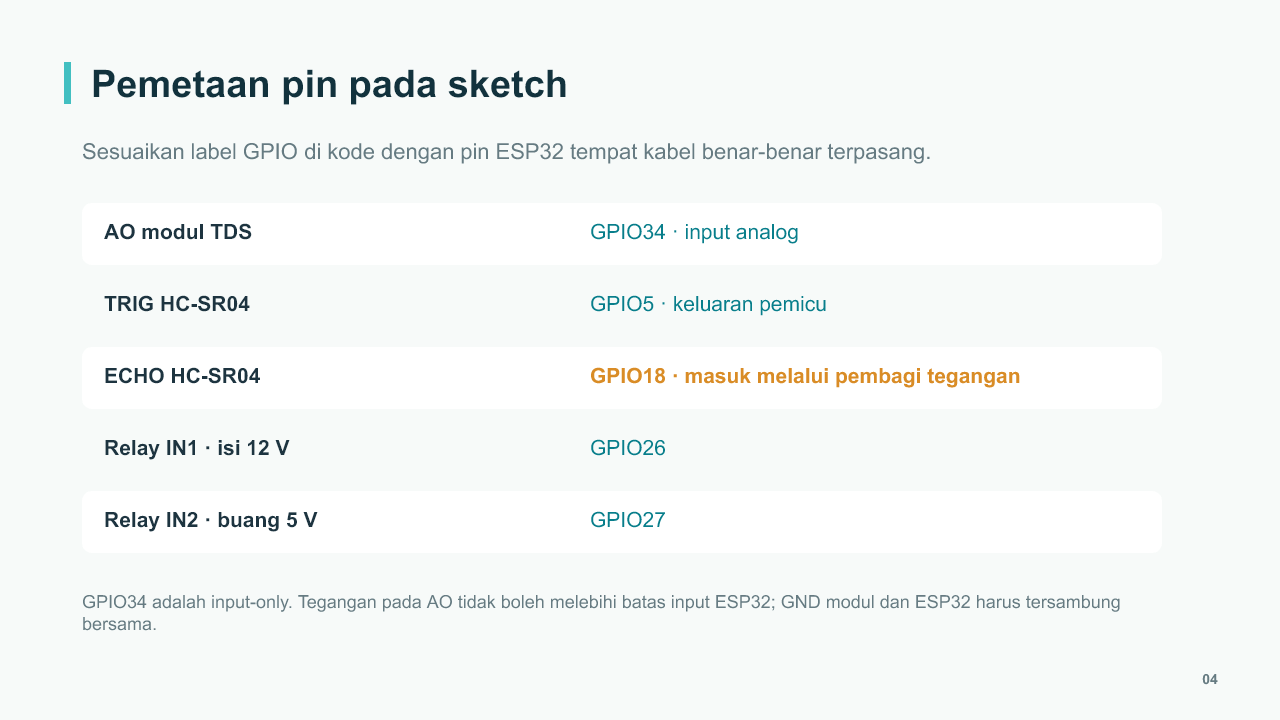 Pemetaan pin pada sketch
Sesuaikan label GPIO di kode dengan pin ESP32 tempat kabel benar-benar terpasang.
AO modul TDS
GPIO34 · input analog
TRIG HC-SR04
GPIO5 · keluaran pemicu
ECHO HC-SR04
GPIO18 · masuk melalui pembagi tegangan
Relay IN1 · isi 12 V
GPIO26
Relay IN2 · buang 5 V
GPIO27
GPIO34 adalah input-only. Tegangan pada AO tidak boleh melebihi batas input ESP32; GND modul dan ESP32 harus tersambung
bersama.
04